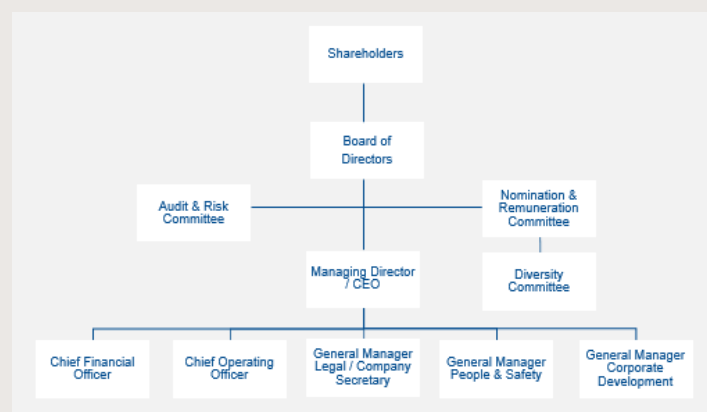 Shareholders
Board of
Directors
Audit & Risk
Committee
Nomination &
Remuneration
Committee
Managing Director
/ CEO
Diversity
Committee
Chief Financial
Officer
Chief Operating
Officer
General Manager
Legal / Company
Secretary
General Manager
People & Safety
General Manager
Corporate
Development